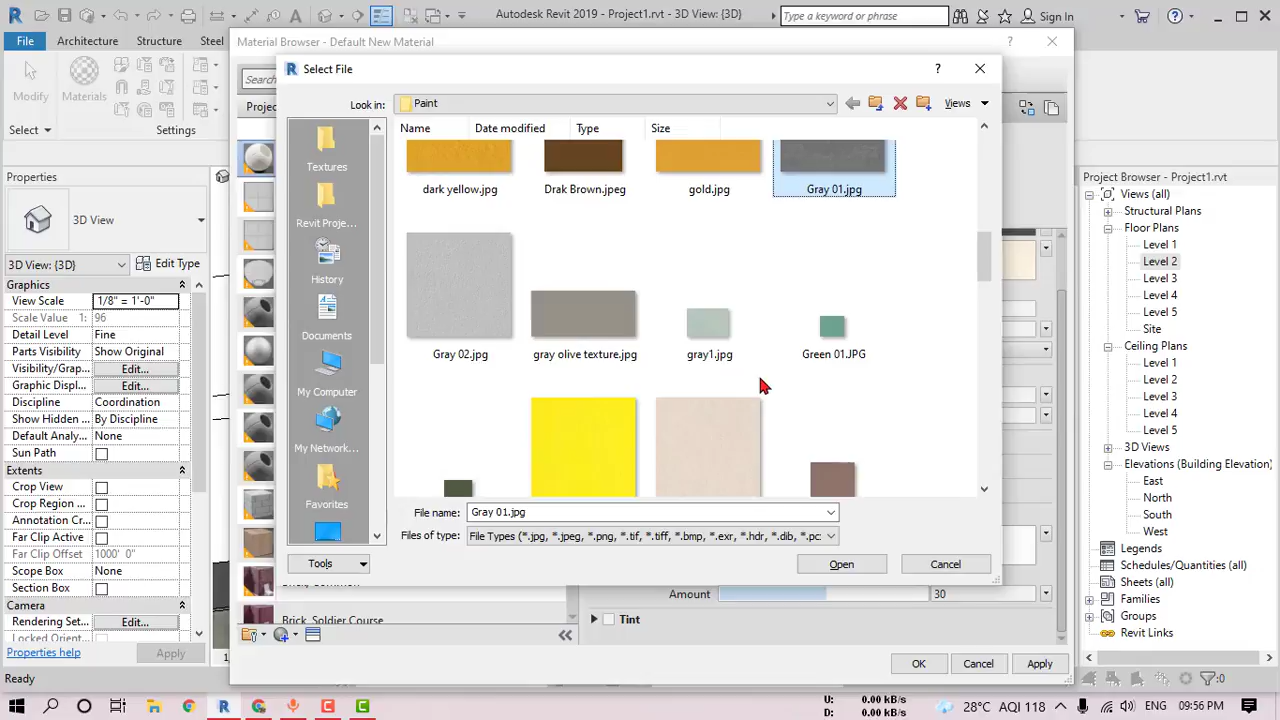 Autodesk Revit 2019 - Project1.rvt - 3D View: {3D}
Type a keyword or phrase
Sign In
File
Architecture
Structure
Steel
Modify
Materials
Select
Settings
Properties
3D View
3D View: {3D}
Edit Type
Graphics
View Scale 1/8" = 1'-0"
Scale Value 1: 96
Detail Level Fine
Parts Visibility Show Original
Visibility/Grap... Edit...
Graphic Displ... Edit...
Discipline Coordination
Show Hidden ... By Discipline
Default Analy... None
Sun Path
Extents
Crop View
Crop Region ...
Annotation Cr...
Far Clip Active
Far Clip Offset 1000' 0"
Scope Box None
Section Box
Camera
Rendering Set... Edit...
Locked Orient...
Properties help
Apply
Ready
Material Browser - Default New Material
Search
Proje
Select File
Look in: Paint
Views
Name
Date modified
Type
Size
Textures
Revit Proje...
History
Documents
My Computer
My Network...
Favorites
dark yellow.jpg
Drak Brown.jpeg
gold.jpg
Gray 01.jpg
Gray 02.jpg
gray olive texture.jpg
gray1.jpg
Green 01.JPG
File name: Gray 01.jpg
Files of type: File Types (*.jpg, *.jpeg, *.png, *.tif, *.tiff, *.bmp, *.exr, *.hdr, *.dib, *.pc
Tools
Open
Cancel
Amount
30
Tint
Brick, Soldier Course
OK
Cancel
Apply
Project Browser - Project1.rvt
Views (all)
Structural Plans
Floor Plans
Level 1
Level 2
Level 3
Level 4
Level 5
Site
Ceiling Plans
Level 1
Level 2
Level 3
Level 4
Level 5
3D Views
Elevations (Building Elevation)
East
North
South
West
Legends
Schedules/Quantities (all)
Sheets (all)
Families
Groups
Revit Links
:0
U: 0.00 kB/s
D: 0.00 kB/s
28°C AQI 118
ENG
09:56 PM